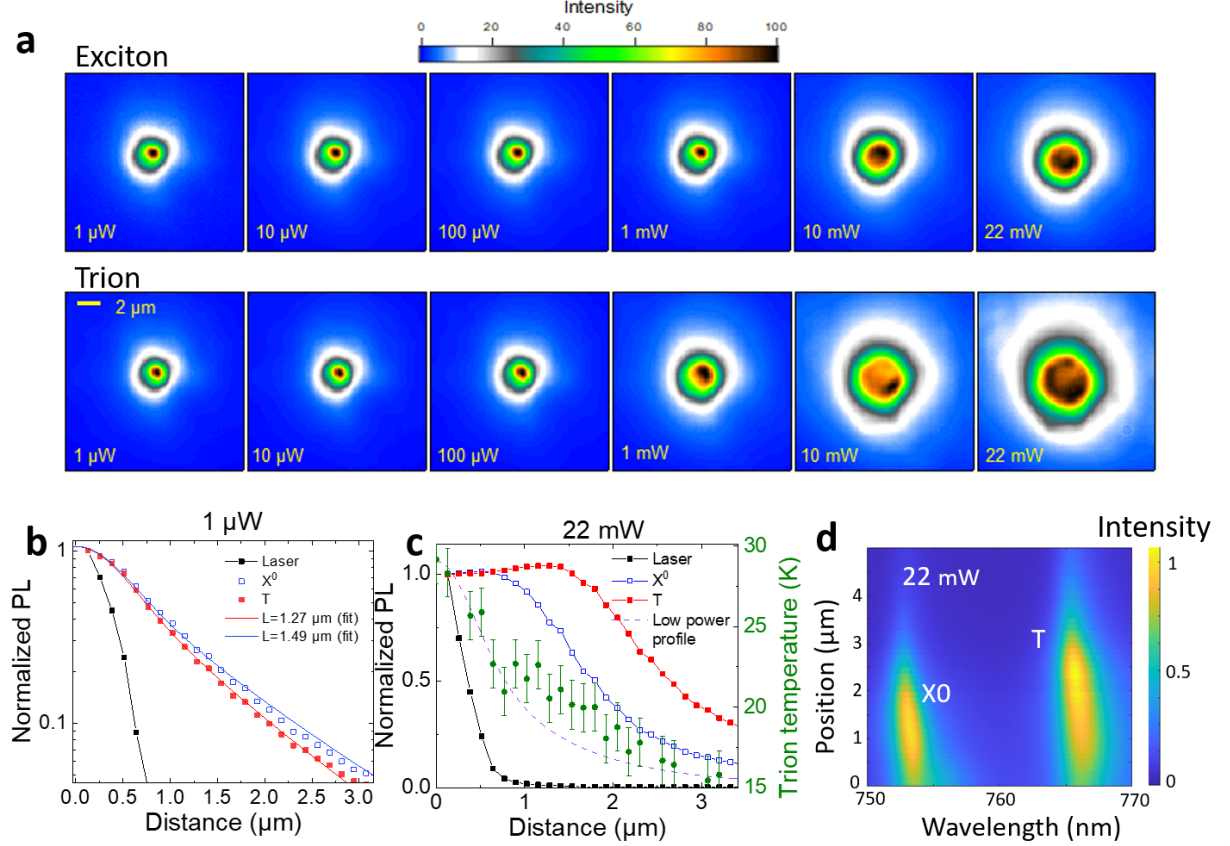 Intensity
a
0 20 40 60 80 100
Exciton
1 µW
10 µW
100 µW
1 mW
10 mW
22 mW
Trion
2 µm
1 µW
10 µW
100 µW
1 mW
10 mW
22 mW
b
1 µW
Normalized PL
1
0.1
Laser
X⁰
T
L=1.27 µm (fit)
L=1.49 µm (fit)
0.0 0.5 1.0 1.5 2.0 2.5 3.0
Distance (µm)
c
22 mW
Normalized PL
1.0
0.5
0.0
Laser
X⁰
T
Low power
profile
30
25
20
15
Trion temperature (K)
0 1 2 3
Distance (µm)
d
Intensity
22 mW
T
X0
Position (µm)
4
3
2
1
0
750 760 770
Wavelength (nm)
1
0.5
0